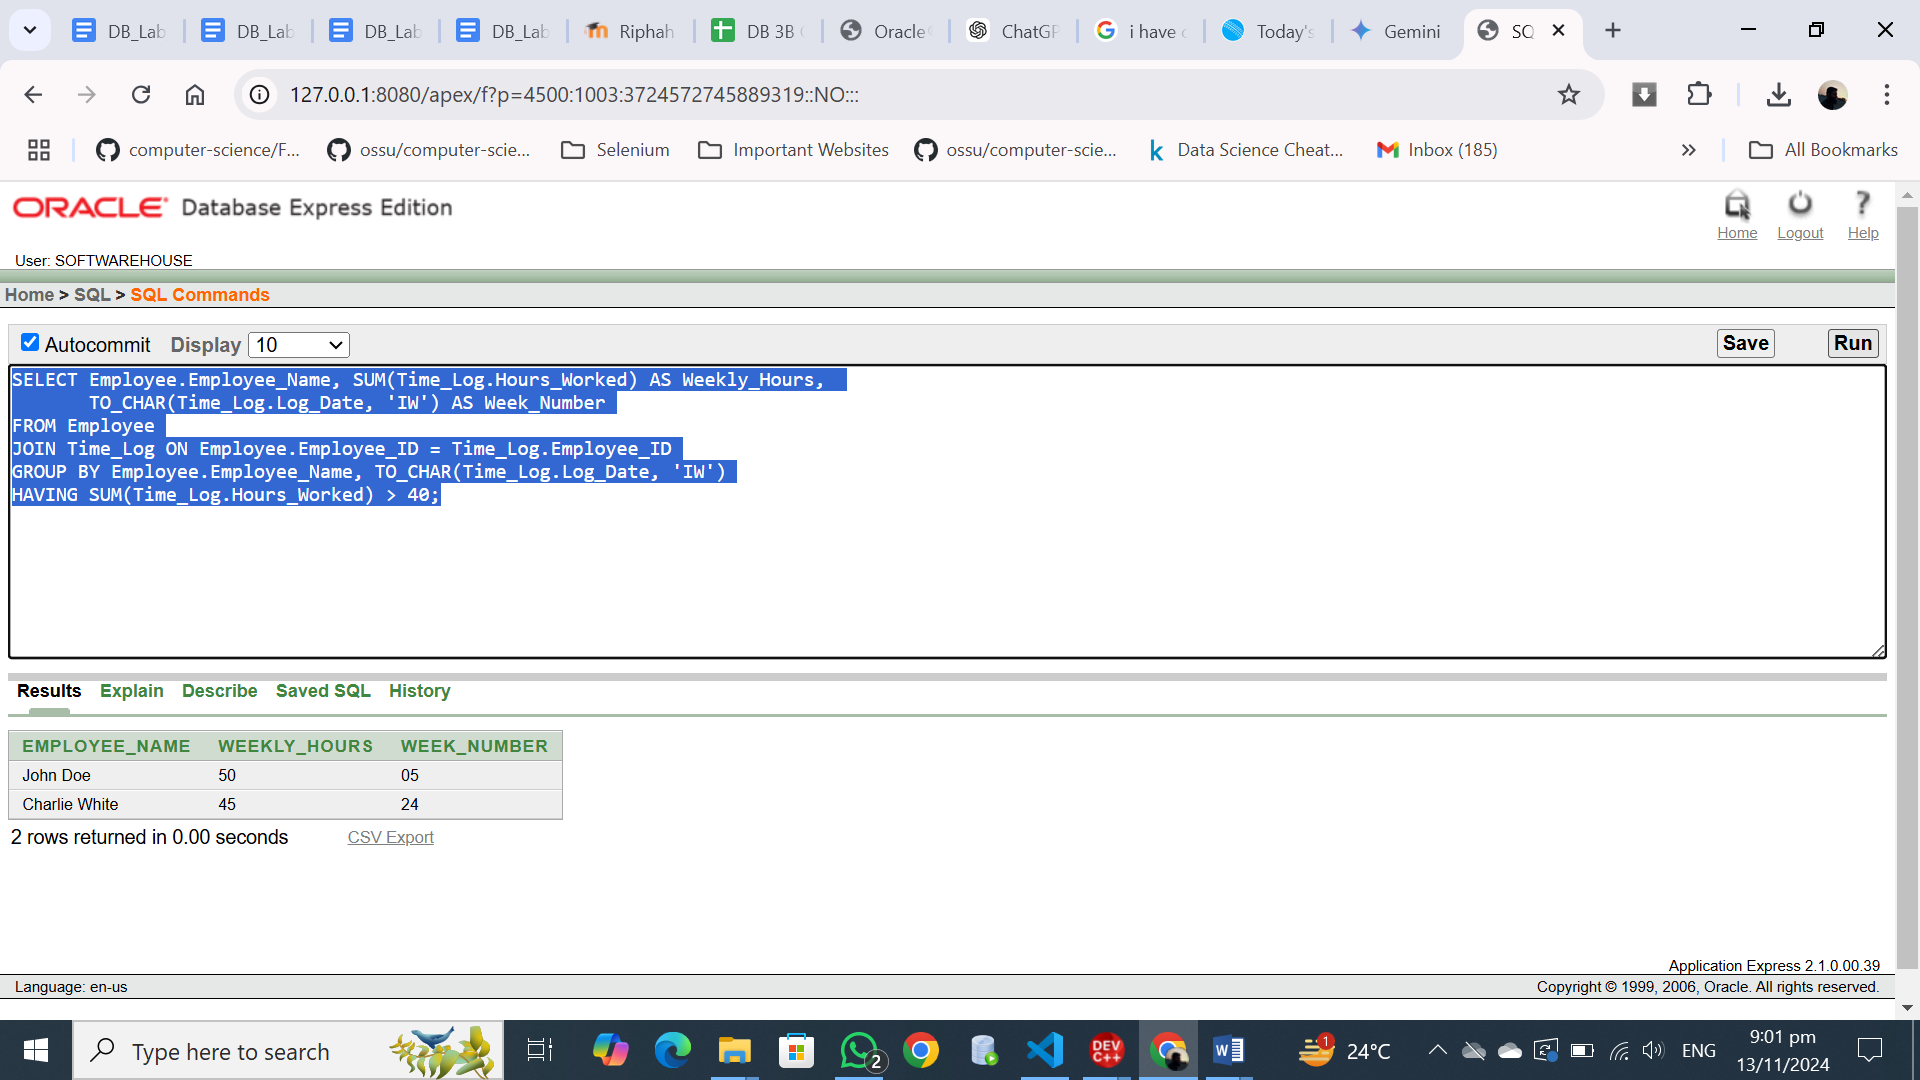 DB_Lab
DB_Lab
DB_Lab
DB_Lab
Riphah
DB 3B
Oracle
ChatGP
i have
Today's
Gemini
SQ
127.0.0.1:8080/apex/f?p=4500:1003:3724572745889319::NO:::
computer-science/F...
ossu/computer-scie...
Selenium
Important Websites
ossu/computer-scie...
Data Science Cheat...
Inbox (185)
All Bookmarks
ORACLE Database Express Edition
Home
Logout
Help
User: SOFTWAREHOUSE
Home > SQL > SQL Commands
Autocommit Display 10
Save
Run
SELECT Employee.Employee_Name, SUM(Time_Log.Hours_Worked) AS Weekly_Hours,
TO_CHAR(Time_Log.Log_Date, 'IW') AS Week_Number
FROM Employee
JOIN Time_Log ON Employee.Employee_ID = Time_Log.Employee_ID
GROUP BY Employee.Employee_Name, TO_CHAR(Time_Log.Log_Date, 'IW')
HAVING SUM(Time_Log.Hours_Worked) > 40;
Results Explain Describe Saved SQL History
EMPLOYEE_NAME WEEKLY_HOURS WEEK_NUMBER
John Doe 50 05
Charlie White 45 24
2 rows returned in 0.00 seconds CSV Export
Application Express 2.1.0.00.39
Language: en-us Copyright © 1999, 2006, Oracle. All rights reserved.
Type here to search
2
DEV
C++
1
24°C
ENG
9:01 pm
13/11/2024